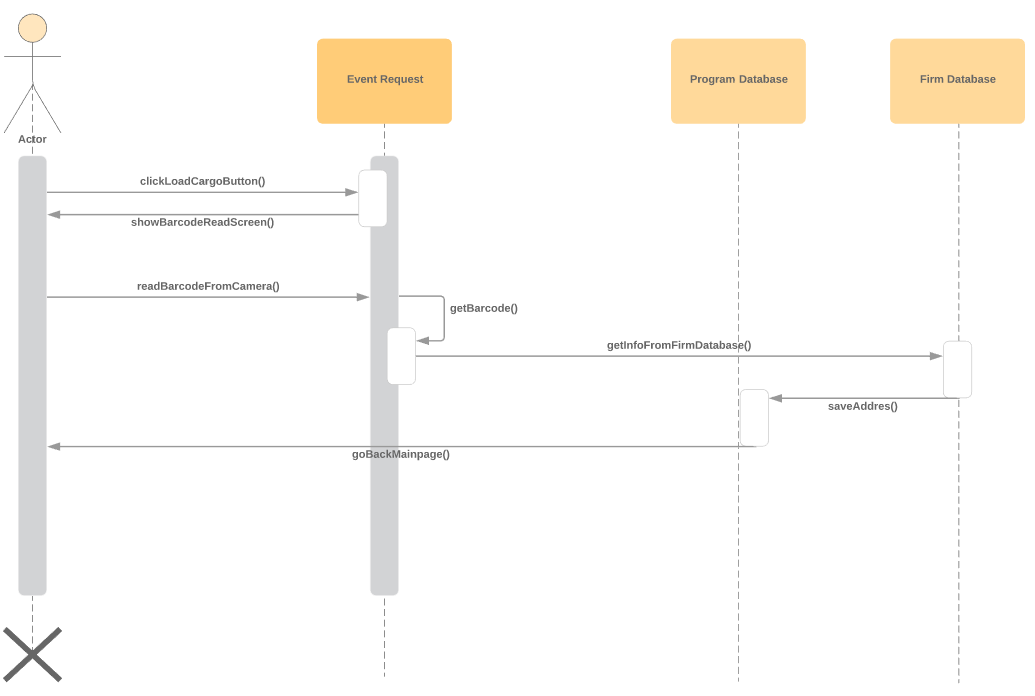 Event Request
Program Database
Firm Database
Actor
clickLoadCargoButton()
showBarcodeReadScreen()
readBarcodeFromCamera()
getBarcode()
getInfoFromFirmDatabase()
saveAddres()
goBackMainpage()